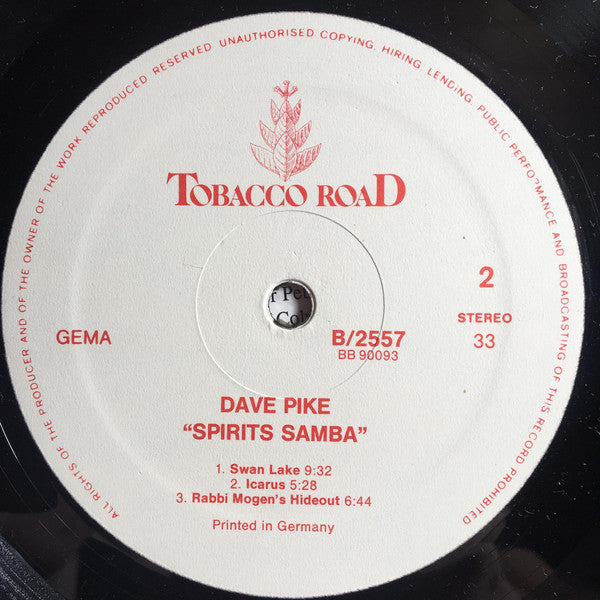 ALL RIGHTS OF THE PRODUCER AND OF THE OWNER OF THE WORK REPRODUCED RESERVED UNAUTHORISED COPYING, HIRING, LENDING, PUBLIC PERFORMANCE AND BROADCASTING OF THIS RECORD PROHIBITED
TOBACCO ROAD
2
STEREO
33
GEMA
B/2557
BB 90093
DAVE PIKE
“SPIRITS SAMBA”
1. Swan Lake 9:32
2. Icarus 5:28
3. Rabbi Mogen's Hideout 6:44
Printed in Germany